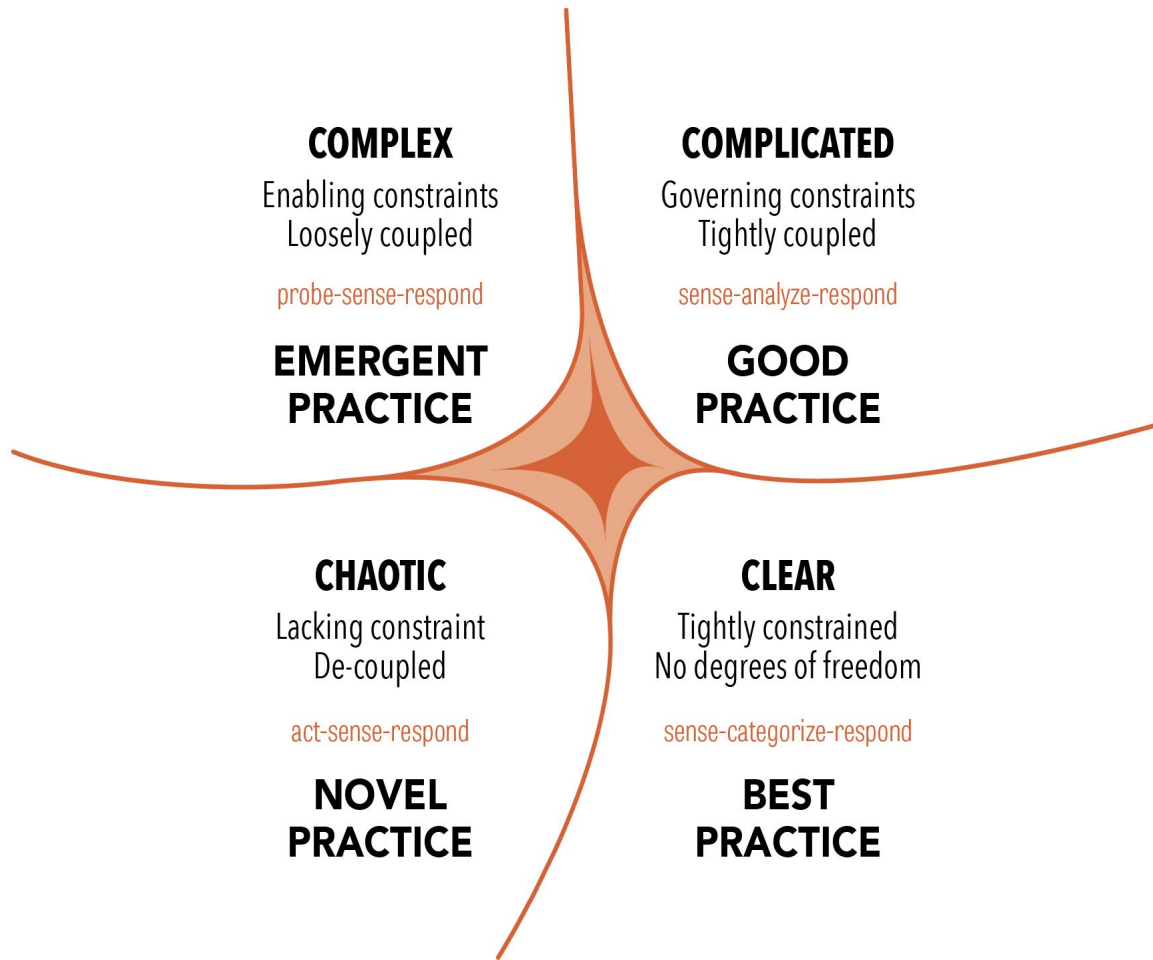 COMPLEX
Enabling constraints
Loosely coupled
probe-sense-respond
EMERGENT
PRACTICE
COMPLICATED
Governing constraints
Tightly coupled
sense-analyze-respond
GOOD
PRACTICE
CHAOTIC
Lacking constraint
De-coupled
act-sense-respond
NOVEL
PRACTICE
CLEAR
Tightly constrained
No degrees of freedom
sense-categorize-respond
BEST
PRACTICE